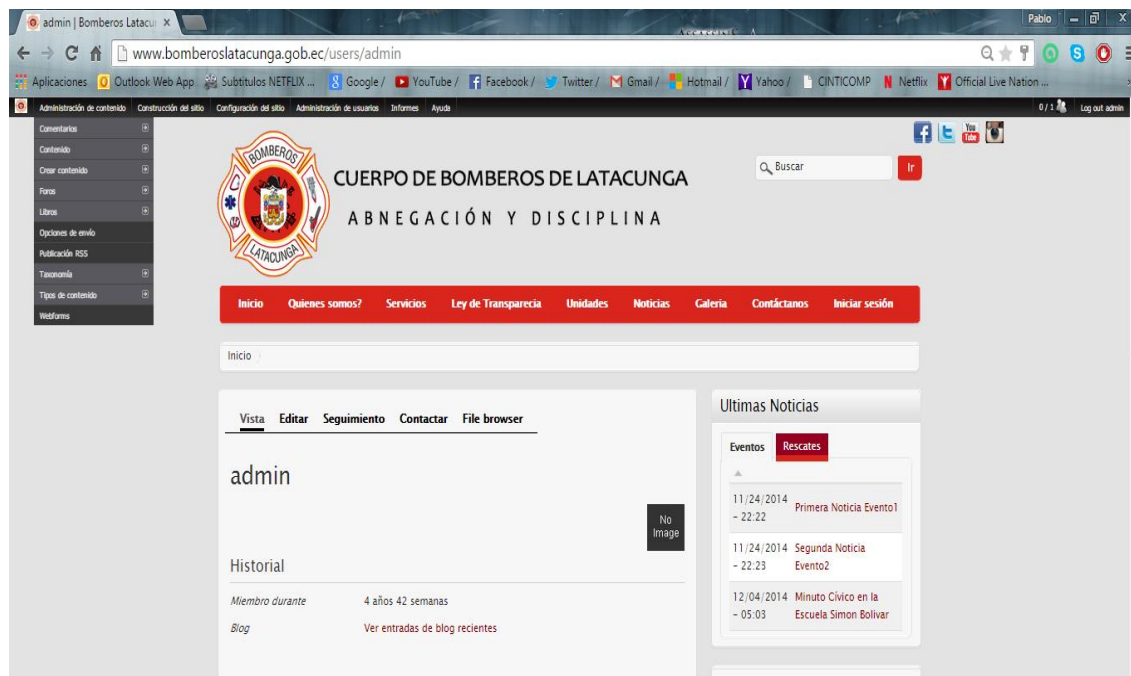 admin | Bomberos Latacu
Pablo
www.bomberoslatacunga.gob.ec/users/admin
Aplicaciones Outlook Web App Subtitulos NETFLIX ... Google / YouTube / Facebook / Twitter / Gmail / Hotmail / Yahoo / CINTICOMP Netflix Official Live Nation ...
Administración de contenido Construcción del sitio Configuración del sitio Administración de usuarios Informes Ayuda 0 / 1 Log out admin
Comentarios
Contenido
Crear contenido
Foros
Libros
Opciones de envío
Publicación RSS
Taxonomía
Tipos de contenido
Webforms
BOMBEROS
LATACUNGA
CUERPO DE BOMBEROS DE LATACUNGA
ABNEGACIÓN Y DISCIPLINA
You Tube
Buscar Ir
Inicio Quienes somos? Servicios Ley de Transparecia Unidades Noticias Galeria Contáctanos Iniciar sesión
Inicio
Vista Editar Seguimiento Contactar File browser
admin
No
Image
Historial
Miembro durante 4 años 42 semanas
Blog Ver entradas de blog recientes
Ultimas Noticias
Eventos Rescates
11/24/2014 - 22:22 Primera Noticia Evento1
11/24/2014 - 22:23 Segunda Noticia Evento2
12/04/2014 - 05:03 Minuto Cívico en la Escuela Simon Bolivar